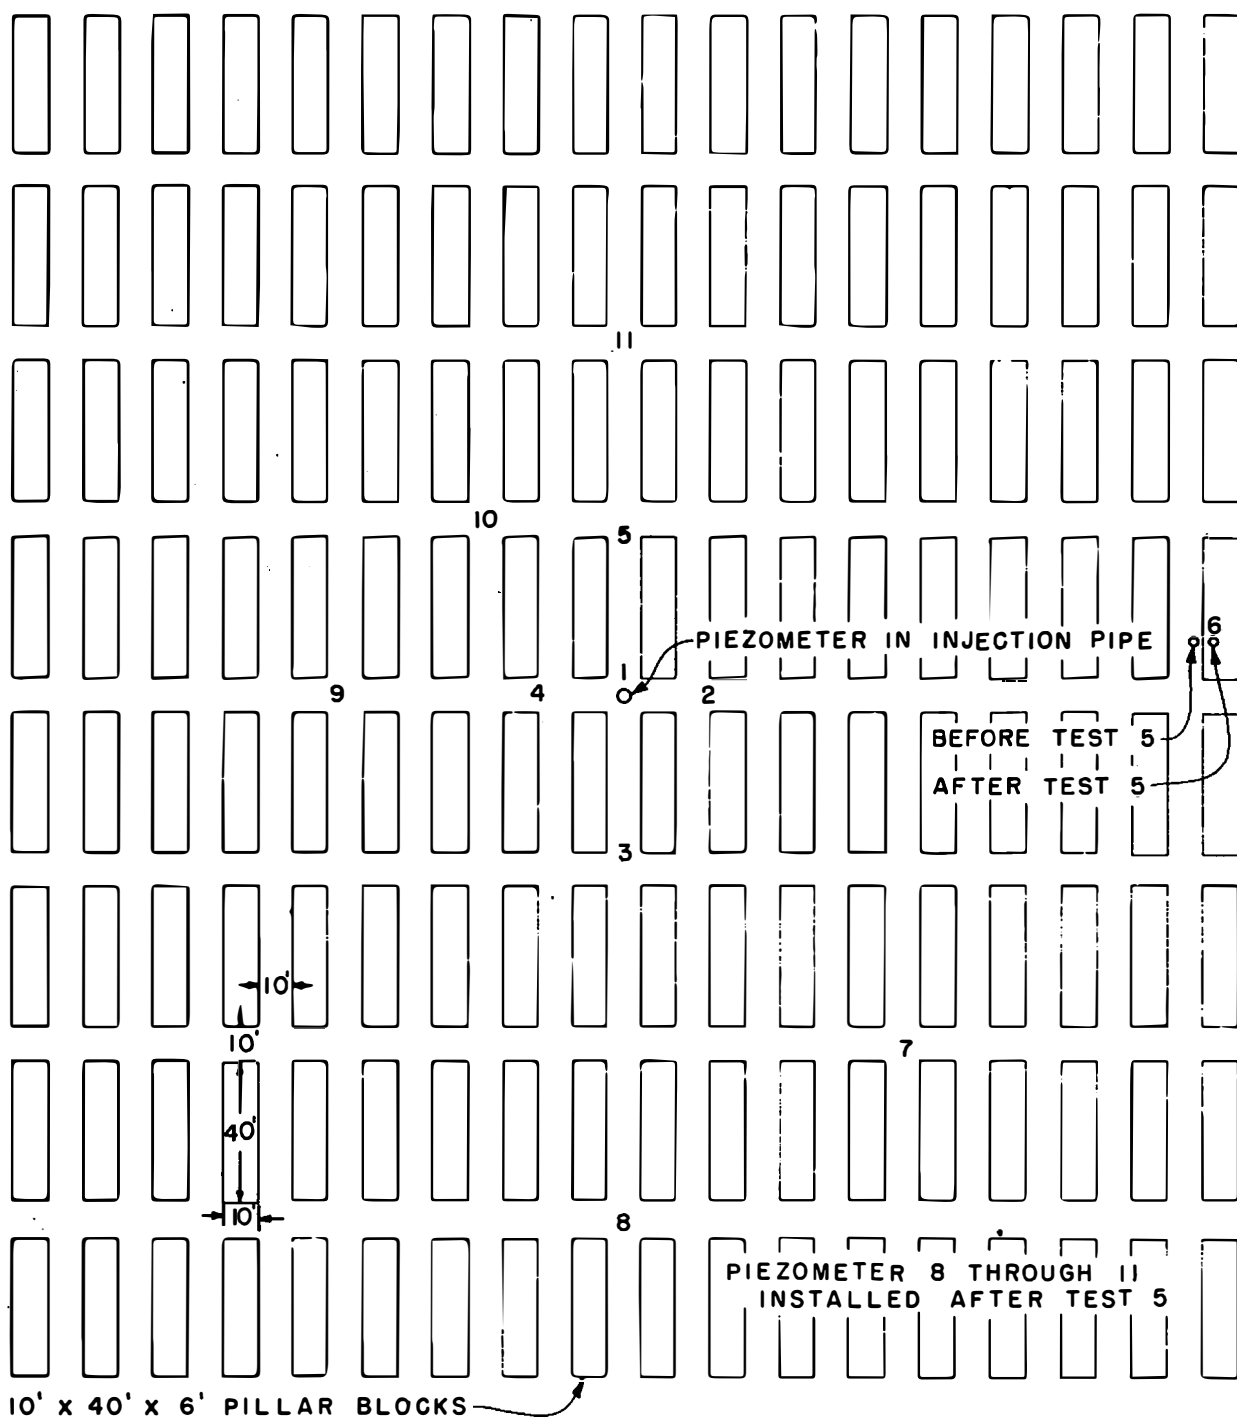 11
10
5
6
PIEZOMETER IN INJECTION PIPE
1
9
4
2
BEFORE TEST 5
AFTER TEST 5
3
10'
10'
7
40'
10'
8
PIEZOMETER 8 THROUGH 11
INSTALLED AFTER TEST 5
10' x 40' x 6' PILLAR BLOCKS